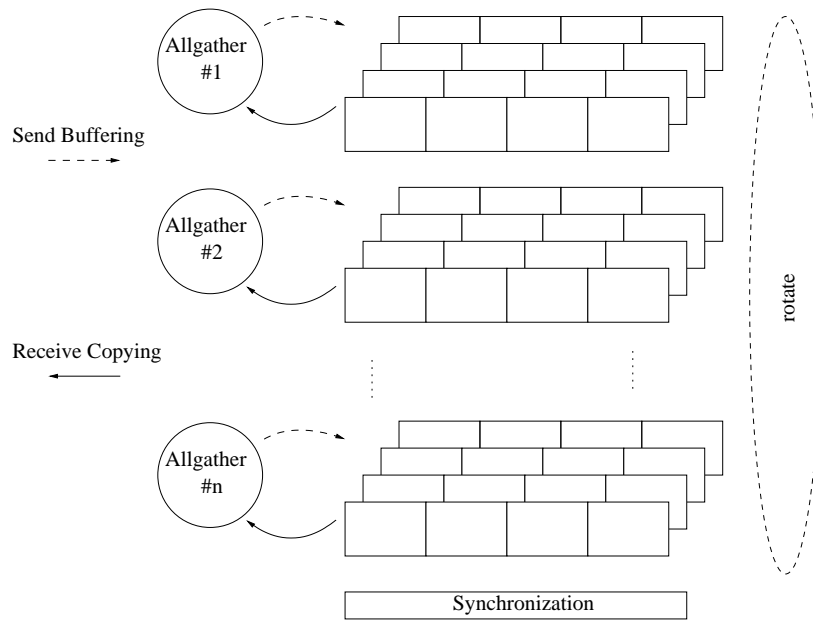 Allgather
#1
Send Buffering
Allgather
#2
rotate
Receive Copying
Allgather
#n
Synchronization